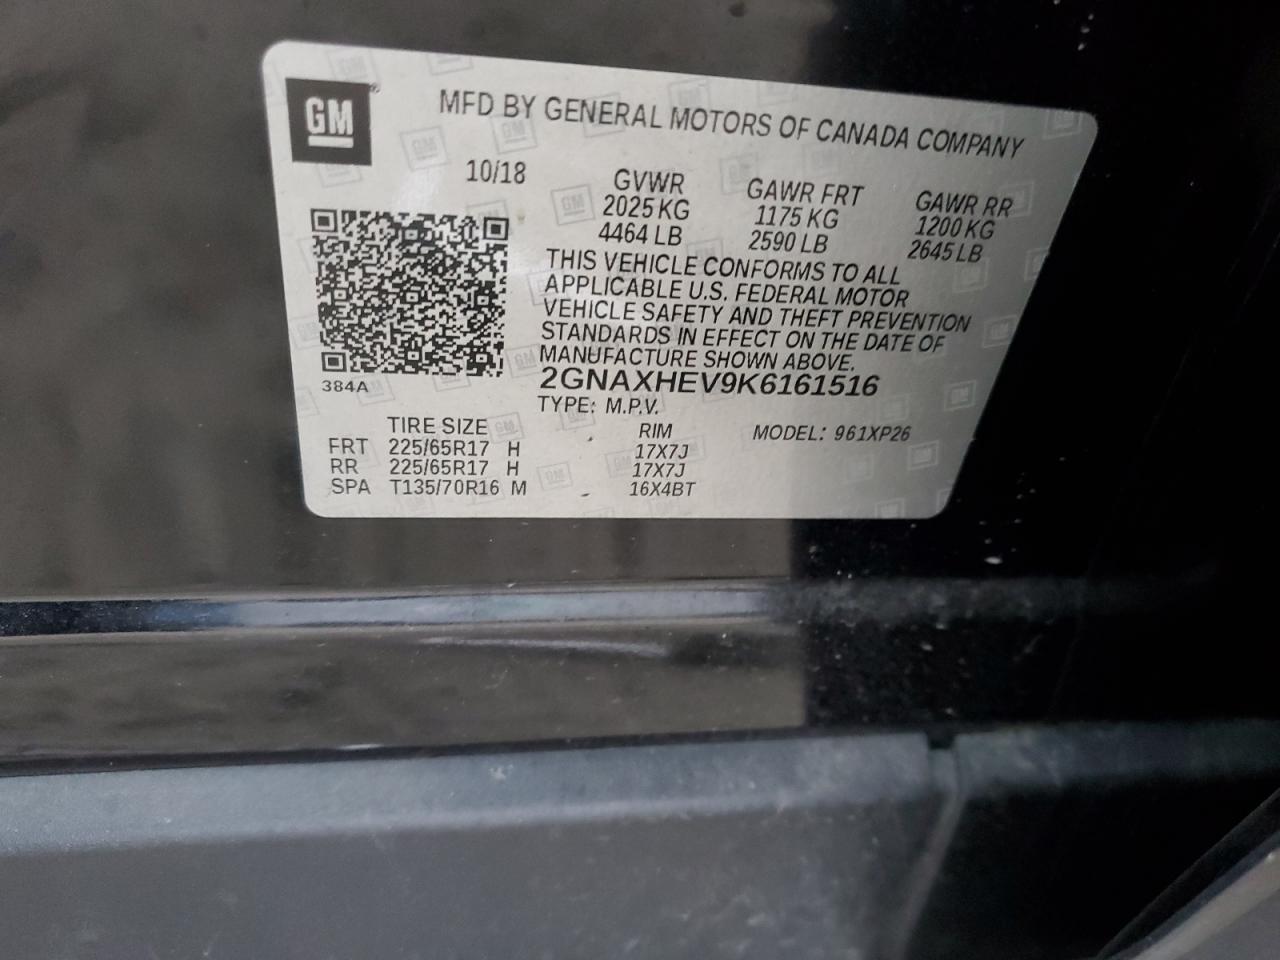 GM
MFD BY GENERAL MOTORS OF CANADA COMPANY
10/18
GVWR GAWR FRT GAWR RR
2025 KG 1175 KG 1200 KG
4464 LB 2590 LB 2645 LB
THIS VEHICLE CONFORMS TO ALL
APPLICABLE U.S. FEDERAL MOTOR
VEHICLE SAFETY AND THEFT PREVENTION
STANDARDS IN EFFECT ON THE DATE OF
MANUFACTURE SHOWN ABOVE.
384A
2GNAXHEV9K6161516
TYPE: M.P.V.
TIRE SIZE RIM MODEL: 961XP26
FRT 225/65R17 H 17X7J
RR 225/65R17 H 17X7J
SPA T135/70R16 M 16X4BT